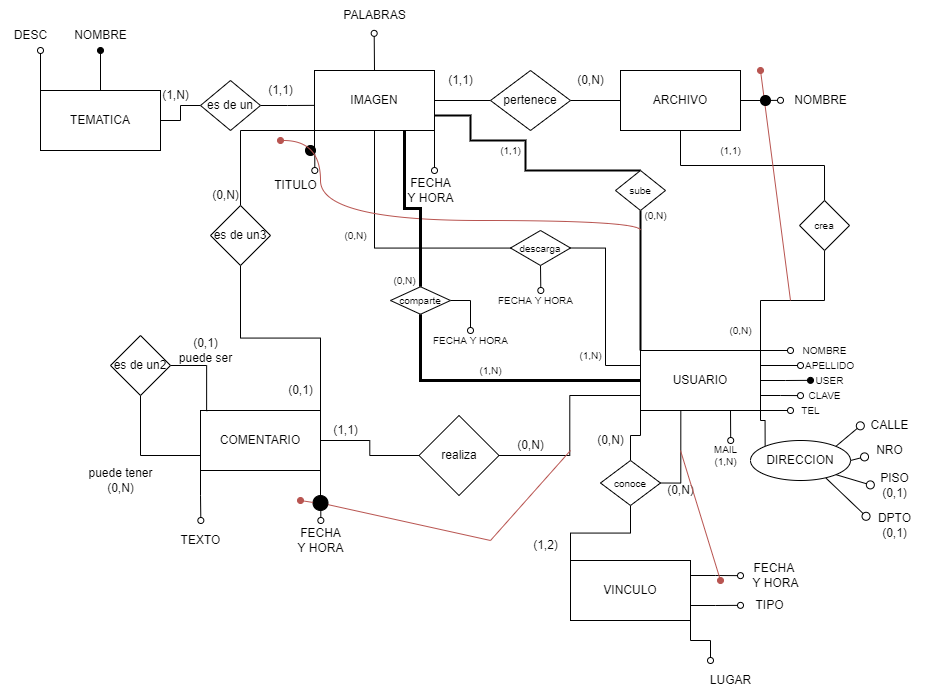 PALABRAS
DESC
NOMBRE
(1,N)
(1,1)
(1,1)
(0,N)
TEMATICA
es de un
IMAGEN
pertenece
ARCHIVO
NOMBRE
(1,1)
(1,1)
TITULO
FECHA
Y HORA
sube
(0,N)
(0,N)
crea
es de un3
(0,N)
descarga
(0,N)
FECHA Y HORA
comparte
(0,N)
FECHA Y HORA
(0,1)
puede ser
(1,N)
NOMBRE
es de un2
APELLIDO
(1,N)
USUARIO
USER
(0,1)
CLAVE
TEL
CALLE
(1,1)
COMENTARIO
(0,N)
(0,N)
MAIL
(1,N)
NRO
realiza
DIRECCION
puede tener
(0,N)
conoce
(0,N)
PISO
(0,1)
DPTO
(0,1)
TEXTO
FECHA
Y HORA
(1,2)
FECHA
Y HORA
VINCULO
TIPO
LUGAR